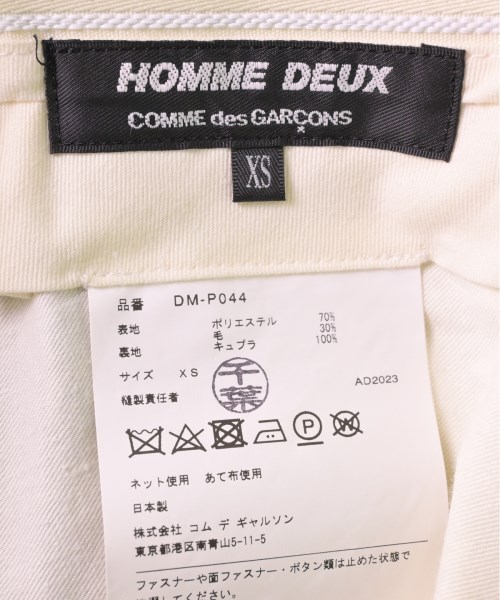 HOMME DEUX
COMME des GARÇONS
XS
品番 DM-P044
表地 ポリエステル 70%
毛 30%
裏地 キュプラ 100%
サイズ XS
縫製責任者 千葉
AD2023
P
W
ネット使用 あて布使用
日本製
株式会社 コム デ ギャルソン
東京都港区南青山5-11-5
ファスナーや面ファスナー・ボタン類は止めた状態で